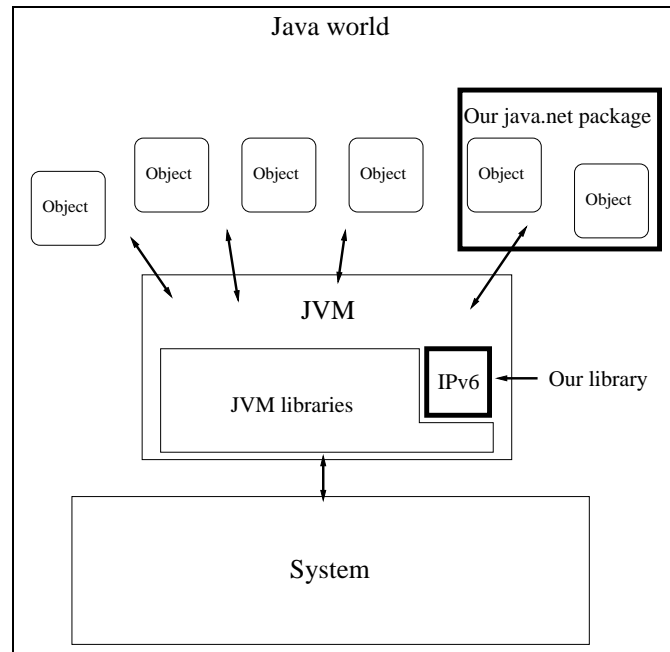 Java world
Our java.net package
Object
Object
Object
Object
Object
Object
JVM
IPv6
Our library
JVM libraries
System